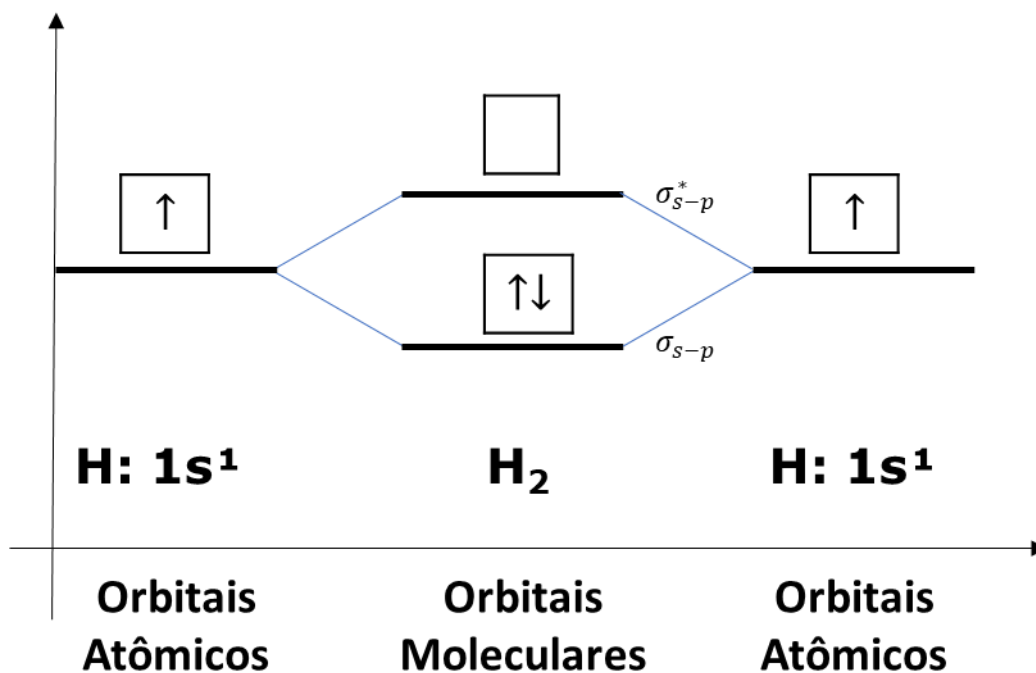 ↑
↑
σ*ₛ₋ₚ
↑↓
σₛ₋ₚ
H: 1s¹
H₂
H: 1s¹
Orbitais
Atômicos
Orbitais
Moleculares
Orbitais
Atômicos